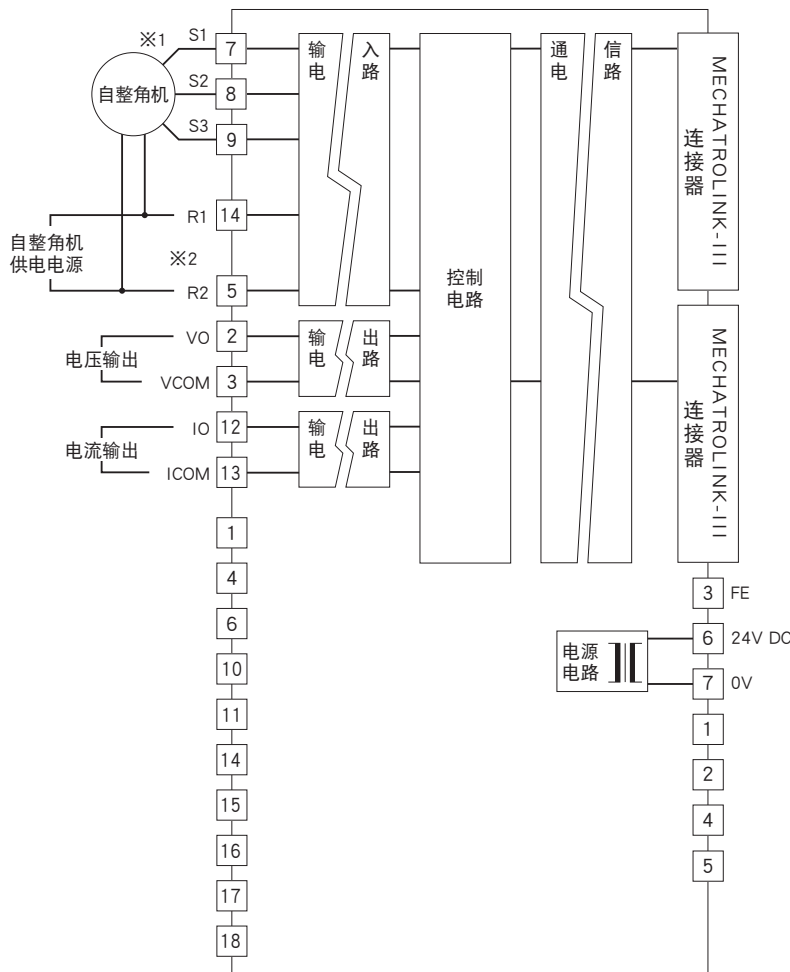 ※1
S1
7
S2
8
S3
9
自整角机
R1
14
自整角机
供电电源
※2
R2
5
VO
2
电压输出
VCOM
3
IO
12
电流输出
ICOM
13
1
4
6
10
11
14
15
16
17
18
输入
电路
输出
电路
输出
电路
控制
电路
通信
电路
MECHATROLINK-III
连接器
MECHATROLINK-III
连接器
3
FE
6
24V DC
7
0V
电源
电路
1
2
4
5